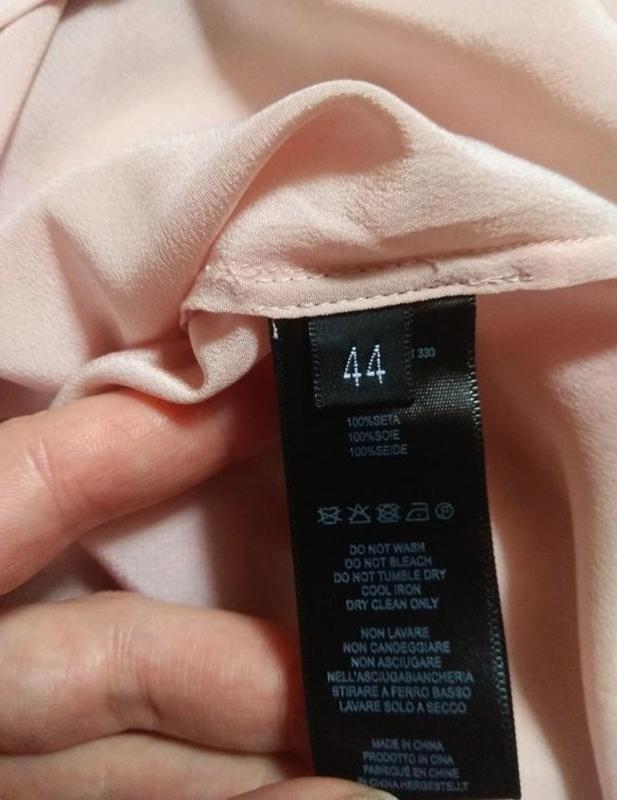 44
330
100%SETA
100%SOIE
100%SEIDE
DO NOT WASH
DO NOT BLEACH
DO NOT TUMBLE DRY
COOL IRON
DRY CLEAN ONLY
NON LAVARE
NON CANDEGGIARE
NON ASCIUGARE
NELL'ASCIUGABIANCHERIA
STIRARE A FERRO BASSO
LAVARE SOLO A SECCO
MADE IN CHINA
PRODOTTO IN CINA
FABRIQUÉ EN CHINE
IN CHINA HERGESTELLT